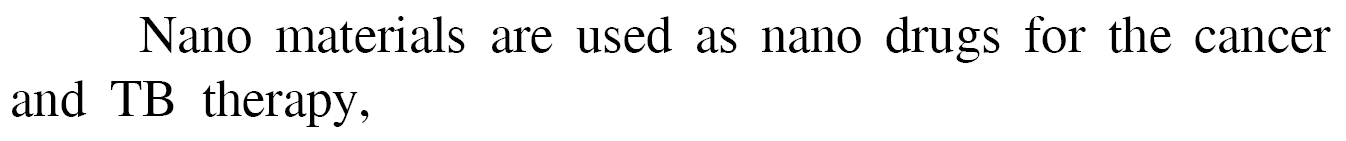 Nano materials are used as nano drugs for the cancer
and TB therapy,